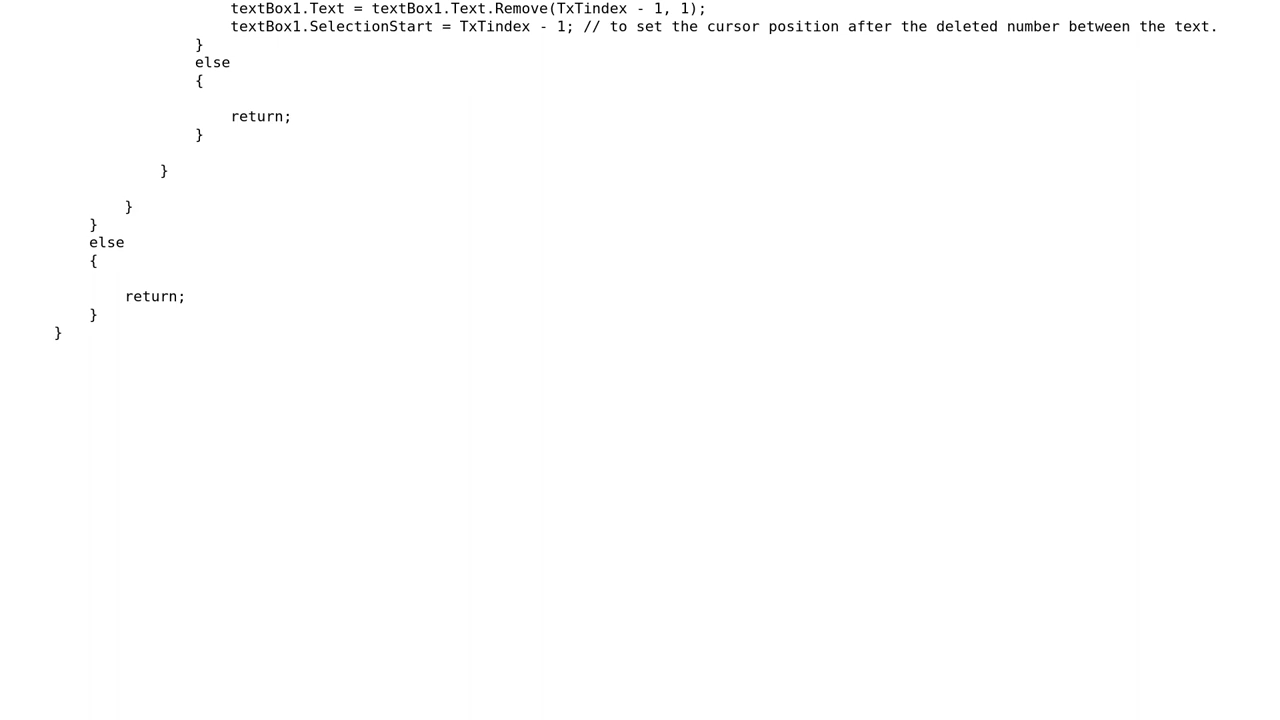 textBox1.Text = textBox1.Text.Remove(TxTindex - 1, 1);
textBox1.SelectionStart = TxTindex - 1; // to set the cursor position after the deleted number between the text.
}
else
{
return;
}
}
}
}
else
{
return;
}
}